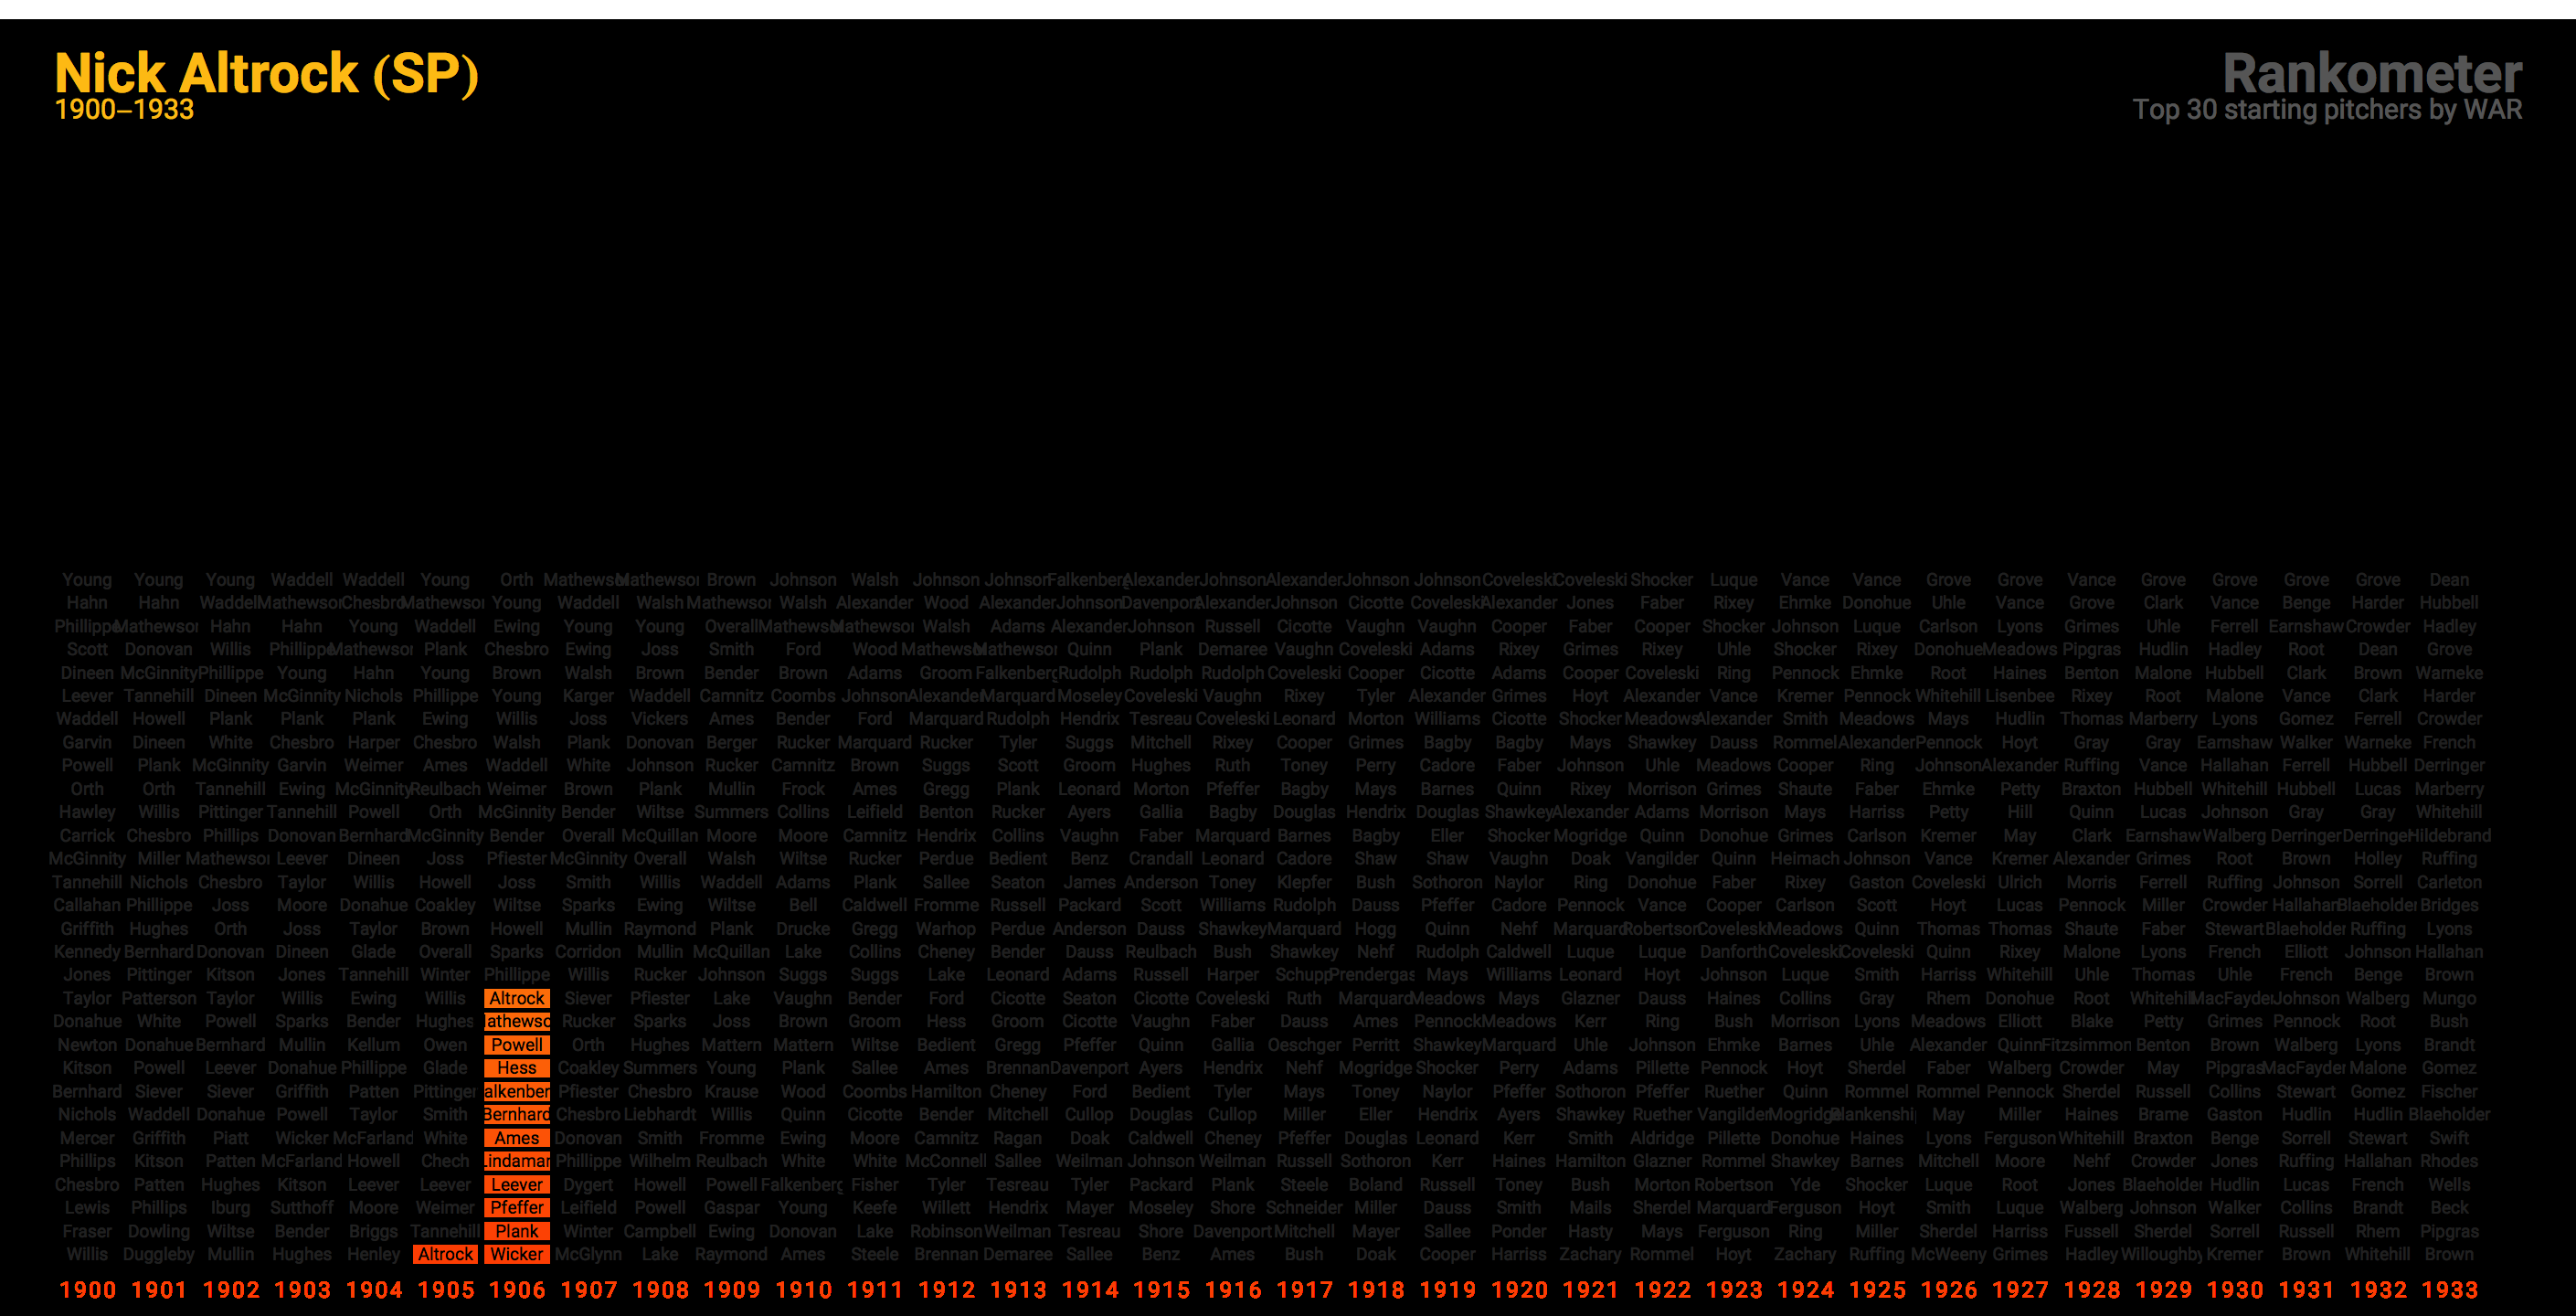 Nick Altrock (SP)
1900–1933
Rankometer
Top 30 starting pitchers by WAR
Young Young Young Waddell Waddell Young Orth Mathewso Mathewso Brown Johnson Walsh Johnson Johnson Falkenberg Alexander Johnson Alexander Johnson Johnson Coveleski Coveleski Shocker Luque Vance Vance Grove Grove Vance Grove Grove Grove Grove Dean
Hahn Hahn Waddell Mathewson Chesbro Mathewson Young Waddell Walsh Mathewson Walsh Alexander Wood Alexander Johnson Davenport Alexander Johnson Cicotte Coveleski Alexander Jones Faber Rixey Ehmke Donohue Uhle Vance Grove Clark Vance Benge Harder Hubbell
Phillippe Mathewson Hahn Hahn Young Waddell Ewing Young Young Overall Mathewso Mathewson Walsh Adams Alexander Johnson Russell Cicotte Vaughn Vaughn Cooper Faber Cooper Shocker Johnson Luque Carlson Lyons Grimes Uhle Ferrell Earnshaw Crowder Hadley
Scott Donovan Willis Phillippe Mathewson Plank Chesbro Ewing Joss Smith Ford Wood Mathewso Mathewson Quinn Plank Demaree Vaughn Coveleski Adams Rixey Grimes Rixey Uhle Shocker Rixey Donohue Meadows Pipgras Hudlin Hadley Root Dean Grove
Dineen McGinnity Phillippe Young Hahn Young Brown Walsh Brown Bender Brown Adams Groom Falkenberg Rudolph Rudolph Rudolph Coveleski Cooper Cicotte Adams Cooper Coveleski Ring Pennock Ehmke Root Haines Benton Malone Hubbell Clark Brown Warneke
Leever Tannehill Dineen McGinnity Nichols Phillippe Young Karger Waddell Camnitz Coombs Johnson Alexander Marquard Moseley Coveleski Vaughn Rixey Tyler Alexander Grimes Hoyt Alexander Vance Kremer Pennock Whitehill Lisenbee Rixey Root Malone Vance Clark Harder
Waddell Howell Plank Plank Plank Ewing Willis Joss Vickers Ames Bender Ford Marquard Rudolph Hendrix Tesreau Coveleski Leonard Morton Williams Cicotte Shocker Meadows Alexander Smith Meadows Mays Hudlin Thomas Marberry Lyons Gomez Ferrell Crowder
Garvin Dineen White Chesbro Harper Chesbro Walsh Plank Donovan Berger Rucker Marquard Rucker Tyler Suggs Mitchell Rixey Cooper Grimes Bagby Bagby Mays Shawkey Dauss Rommel Alexander Pennock Hoyt Gray Gray Earnshaw Walker Warneke French
Powell Plank McGinnity Garvin Weimer Ames Waddell White Johnson Rucker Camnitz Brown Suggs Scott Groom Hughes Ruth Toney Perry Cadore Faber Johnson Uhle Meadows Cooper Ring Johnson Alexander Ruffing Vance Hallahan Ferrell Hubbell Derringer
Orth Orth Tannehill Ewing McGinnity Reulbach Weimer Brown Plank Mullin Frock Ames Gregg Plank Leonard Morton Pfeffer Bagby Mays Barnes Quinn Rixey Morrison Grimes Shaute Faber Ehmke Petty Braxton Hubbell Whitehill Hubbell Lucas Marberry
Hawley Willis Pittinger Tannehill Powell Orth McGinnity Bender Wiltse Summers Collins Leifield Benton Rucker Ayers Gallia Bagby Douglas Hendrix Douglas Shawkey Alexander Adams Morrison Mays Harriss Petty Hill Quinn Lucas Johnson Gray Gray Whitehill
Carrick Chesbro Phillips Donovan Bernhard McGinnity Bender Overall McQuillan Moore Moore Camnitz Hendrix Collins Vaughn Faber Marquard Barnes Bagby Eller Shocker Mogridge Quinn Donohue Grimes Carlson Kremer May Clark Earnshaw Walberg Derringer Derringer Hildebrand
McGinnity Miller Mathewson Leever Dineen Joss Pfiester McGinnity Overall Walsh Wiltse Rucker Perdue Bedient Benz Crandall Leonard Cadore Shaw Shaw Vaughn Doak Vangilder Quinn Heimach Johnson Vance Kremer Alexander Grimes Root Brown Holley Ruffing
Tannehill Nichols Chesbro Taylor Willis Howell Joss Smith Willis Waddell Adams Plank Sallee Seaton James Anderson Toney Klepfer Bush Sothoron Naylor Ring Donohue Faber Rixey Gaston Coveleski Ulrich Morris Ferrell Ruffing Johnson Sorrell Carleton
Callahan Phillippe Joss Moore Donahue Coakley Wiltse Sparks Ewing Wiltse Bell Caldwell Fromme Russell Packard Scott Williams Rudolph Dauss Pfeffer Cadore Pennock Vance Cooper Carlson Scott Hoyt Lucas Pennock Miller Crowder Hallahan Blaeholder Bridges
Griffith Hughes Orth Joss Taylor Brown Howell Mullin Raymond Plank Drucke Gregg Warhop Perdue Anderson Dauss Shawkey Marquard Hogg Quinn Nehf Marquard Robertson Coveleski Meadows Quinn Thomas Thomas Shaute Faber Stewart Blaeholder Ruffing Lyons
Kennedy Bernhard Donovan Dineen Glade Overall Sparks Corridon Mullin McQuillan Lake Collins Cheney Bender Dauss Reulbach Bush Shawkey Nehf Rudolph Caldwell Luque Luque Danforth Coveleski Coveleski Quinn Rixey Malone Lyons French Elliott Johnson Hallahan
Jones Pittinger Kitson Jones Tannehill Winter Phillippe Willis Rucker Johnson Suggs Suggs Lake Leonard Adams Russell Harper Schupp Prendergas Mays Williams Leonard Hoyt Johnson Luque Smith Harriss Whitehill Uhle Thomas Uhle French Benge Brown
Taylor Patterson Taylor Willis Ewing Willis Altrock Siever Pfiester Lake Vaughn Bender Ford Cicotte Seaton Cicotte Coveleski Ruth Marquard Meadows Mays Glazner Dauss Haines Collins Gray Rhem Donohue Root Whitehill MacFayden Johnson Walberg Mungo
Donahue White Powell Sparks Bender Hughes athewso Rucker Sparks Joss Brown Groom Hess Groom Cicotte Vaughn Faber Dauss Ames Pennock Meadows Kerr Ring Bush Morrison Lyons Meadows Elliott Blake Petty Grimes Pennock Root Bush
Newton Donahue Bernhard Mullin Kellum Owen Powell Orth Hughes Mattern Mattern Wiltse Bedient Gregg Pfeffer Quinn Gallia Oeschger Perritt Shawkey Marquard Uhle Johnson Ehmke Barnes Uhle Alexander Quinn Fitzsimmon Benton Brown Walberg Lyons Brandt
Kitson Powell Leever Donahue Phillippe Glade Hess Coakley Summers Young Plank Sallee Ames Brennan Davenport Ayers Hendrix Nehf Mogridge Shocker Perry Adams Pillette Pennock Hoyt Sherdel Faber Walberg Crowder May Pipgras MacFayden Malone Gomez
Bernhard Siever Siever Griffith Patten Pittinger alkenber Pfiester Chesbro Krause Wood Coombs Hamilton Cheney Ford Bedient Tyler Mays Toney Naylor Pfeffer Sothoron Pfeffer Ruether Quinn Rommel Rommel Pennock Sherdel Russell Collins Stewart Gomez Fischer
Nichols Waddell Donahue Powell Taylor Smith Bernhard Chesbro Liebhardt Willis Quinn Cicotte Bender Mitchell Cullop Douglas Cullop Miller Eller Hendrix Ayers Shawkey Ruether Vangilder Mogridge Blankenship May Miller Haines Brame Gaston Hudlin Hudlin Blaeholder
Mercer Griffith Piatt Wicker McFarland White Ames Donovan Smith Fromme Ewing Moore Camnitz Ragan Doak Caldwell Cheney Pfeffer Douglas Leonard Kerr Smith Aldridge Pillette Donohue Haines Lyons Ferguson Whitehill Braxton Benge Sorrell Stewart Swift
Phillips Kitson Patten McFarland Howell Chech Lindaman Phillippe Wilhelm Reulbach White White McConnell Sallee Weilman Johnson Weilman Russell Sothoron Kerr Haines Hamilton Glazner Rommel Shawkey Barnes Mitchell Moore Nehf Crowder Jones Ruffing Hallahan Rhodes
Chesbro Patten Hughes Kitson Leever Leever Leever Dygert Howell Powell Falkenberg Fisher Tyler Tesreau Tyler Packard Plank Steele Boland Russell Toney Bush Morton Robertson Yde Shocker Luque Root Jones Blaeholder Hudlin Lucas French Wells
Lewis Phillips Iburg Sutthoff Moore Weimer Pfeffer Leifield Powell Gaspar Young Keefe Willett Hendrix Mayer Moseley Shore Schneider Miller Dauss Smith Mails Sherdel Marquard Ferguson Hoyt Smith Luque Walberg Johnson Walker Collins Brandt Beck
Fraser Dowling Wiltse Bender Briggs Tannehill Plank Winter Campbell Ewing Donovan Lake Robinson Weilman Tesreau Shore Davenport Mitchell Mayer Sallee Ponder Hasty Mays Ferguson Ring Miller Sherdel Harriss Fussell Sherdel Sorrell Russell Rhem Pipgras
Willis Duggleby Mullin Hughes Henley Altrock Wicker McGlynn Lake Raymond Ames Steele Brennan Demaree Sallee Benz Ames Bush Doak Cooper Harriss Zachary Rommel Hoyt Zachary Ruffing McWeeny Grimes Hadley Willoughby Kremer Brown Whitehill Brown
1900 1901 1902 1903 1904 1905 1906 1907 1908 1909 1910 1911 1912 1913 1914 1915 1916 1917 1918 1919 1920 1921 1922 1923 1924 1925 1926 1927 1928 1929 1930 1931 1932 1933